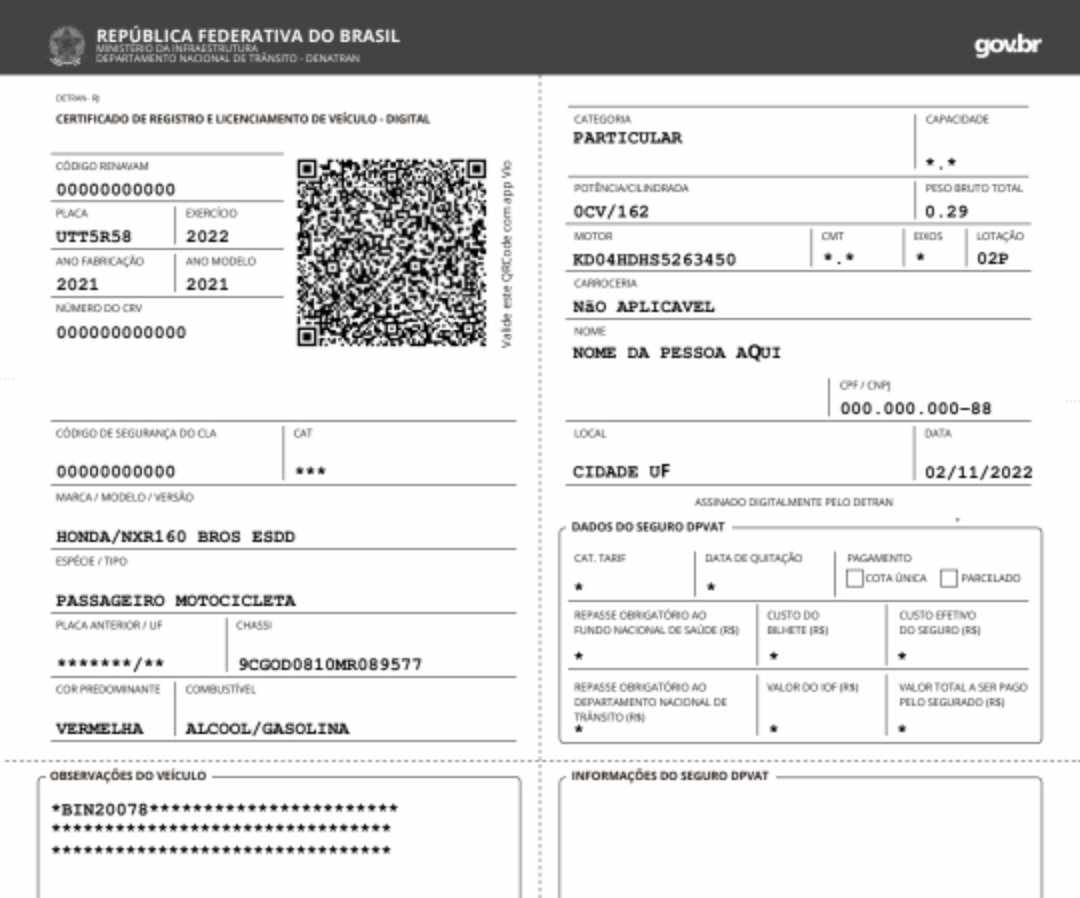 REPÚBLICA FEDERATIVA DO BRASIL
MINISTÉRIO DA INFRAESTRUTURA
DEPARTAMENTO NACIONAL DE TRÂNSITO - DENATRAN
gov.br
DETRAN - RJ
CERTIFICADO DE REGISTRO E LICENCIAMENTO DE VEÍCULO - DIGITAL
CÓDIGO RENAVAM
00000000000
PLACA EXERCÍCIO
UTT5R58 2022
ANO FABRICAÇÃO ANO MODELO
2021 2021
NÚMERO DO CRV
000000000000
Valide este QRCode com app Vio
CÓDIGO DE SEGURANÇA DO CLA CAT
00000000000 ***
MARCA / MODELO / VERSÃO
HONDA/NXR160 BROS ESDD
ESPÉCIE / TIPO
PASSAGEIRO MOTOCICLETA
PLACA ANTERIOR / UF CHASSI
*******/** 9CGOD0810MR089577
COR PREDOMINANTE COMBUSTÍVEL
VERMELHA ALCOOL/GASOLINA
CATEGORIA CAPACIDADE
PARTICULAR
*.*
POTÊNCIA/CILINDRADA PESO BRUTO TOTAL
0CV/162 0.29
MOTOR CMT EIXOS LOTAÇÃO
KD04HDHS5263450 *.* * 02P
CARROCERIA
NãO APLICAVEL
NOME
NOME DA PESSOA AQUI
CPF / CNPJ
000.000.000-88
LOCAL DATA
CIDADE UF 02/11/2022
ASSINADO DIGITALMENTE PELO DETRAN
DADOS DO SEGURO DPVAT
CAT. TARIF DATA DE QUITAÇÃO PAGAMENTO
* * COTA ÚNICA PARCELADO
REPASSE OBRIGATÓRIO AO CUSTO DO CUSTO EFETIVO
FUNDO NACIONAL DE SAÚDE (R$) BILHETE (R$) DO SEGURO (R$)
* * *
REPASSE OBRIGATÓRIO AO VALOR DO IOF (R$) VALOR TOTAL A SER PAGO
DEPARTAMENTO NACIONAL DE PELO SEGURADO (R$)
TRÂNSITO (R$)
* * *
OBSERVAÇÕES DO VEÍCULO
*BIN20078***********************
********************************
********************************
INFORMAÇÕES DO SEGURO DPVAT